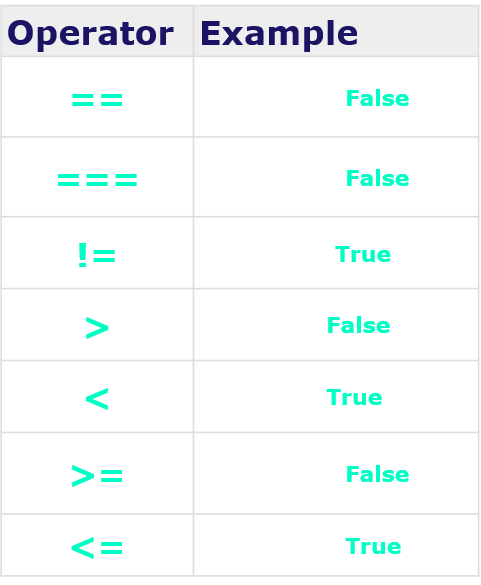 Operator Example
== False
=== False
!= True
> False
< True
>= False
<= True